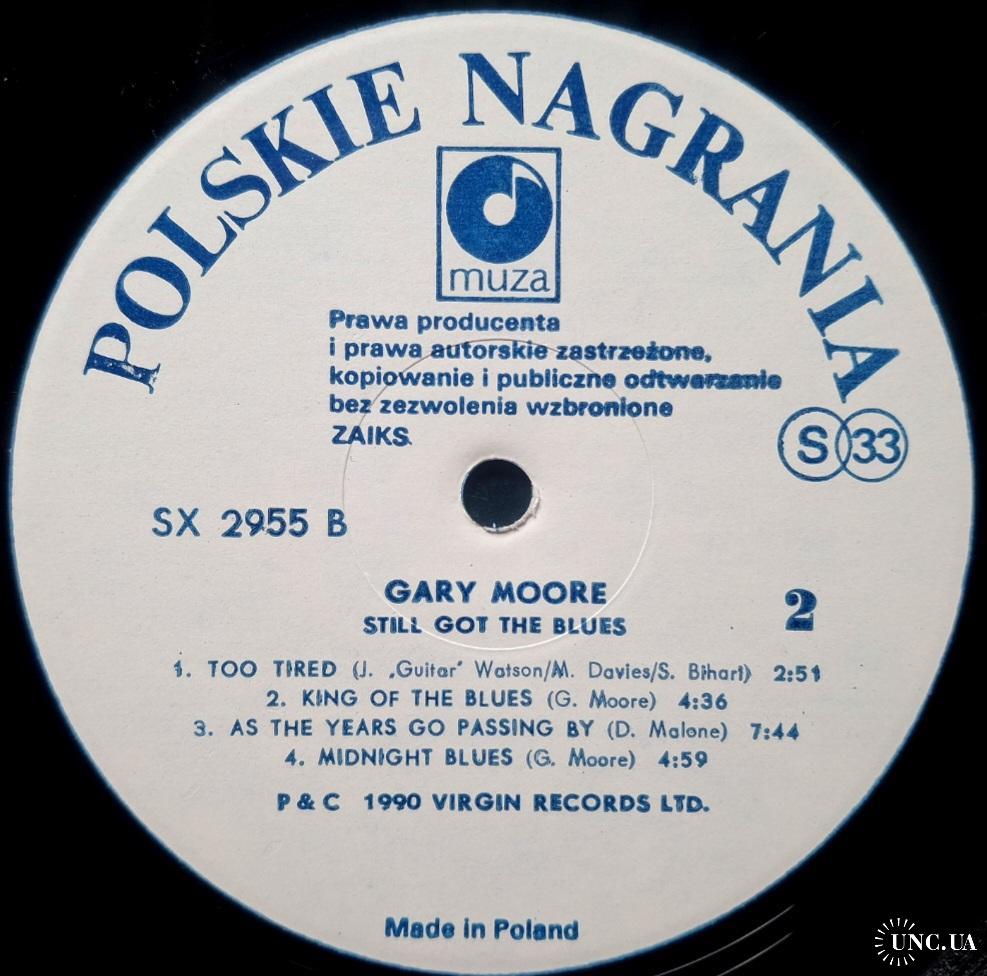 POLSKIE NAGRANIA
muza
Prawa producenta
i prawa autorskie zastrzeżone,
kopiowanie i publiczne odtwarzanie
bez zezwolenia wzbronione
ZAIKS
S 33
SX 2955 B
GARY MOORE
2
STILL GOT THE BLUES
1. TOO TIRED (J. „Guitar" Watson/M. Davies/S. Bihari) 2:51
2. KING OF THE BLUES (G. Moore) 4:36
3. AS THE YEARS GO PASSING BY (D. Malone) 7:44
4. MIDNIGHT BLUES (G. Moore) 4:59
P & C 1990 VIRGIN RECORDS LTD.
Made in Poland
UNC.UA